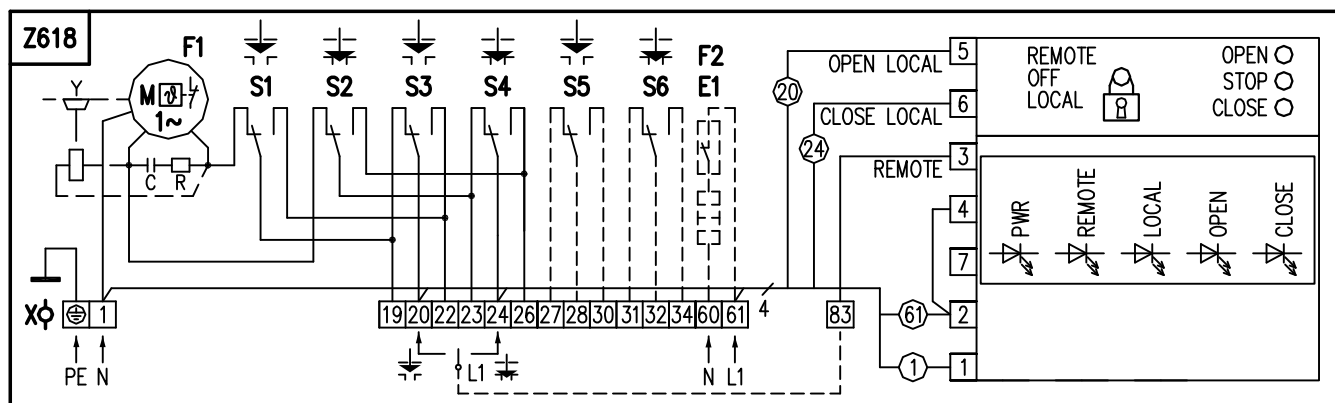 Z618
F1
S1 S2 S3 S4 S5 S6 F2
E1
Y
M ϑ
1~
C R
X
1 19 20 22 23 24 26 27 28 30 31 32 34 60 61 4 83
PE N L1 N L1
20
24
61
1
OPEN LOCAL 5
CLOSE LOCAL 6
REMOTE 3
4
7
2
1
REMOTE
OFF
LOCAL
OPEN
STOP
CLOSE
PWR REMOTE LOCAL OPEN CLOSE